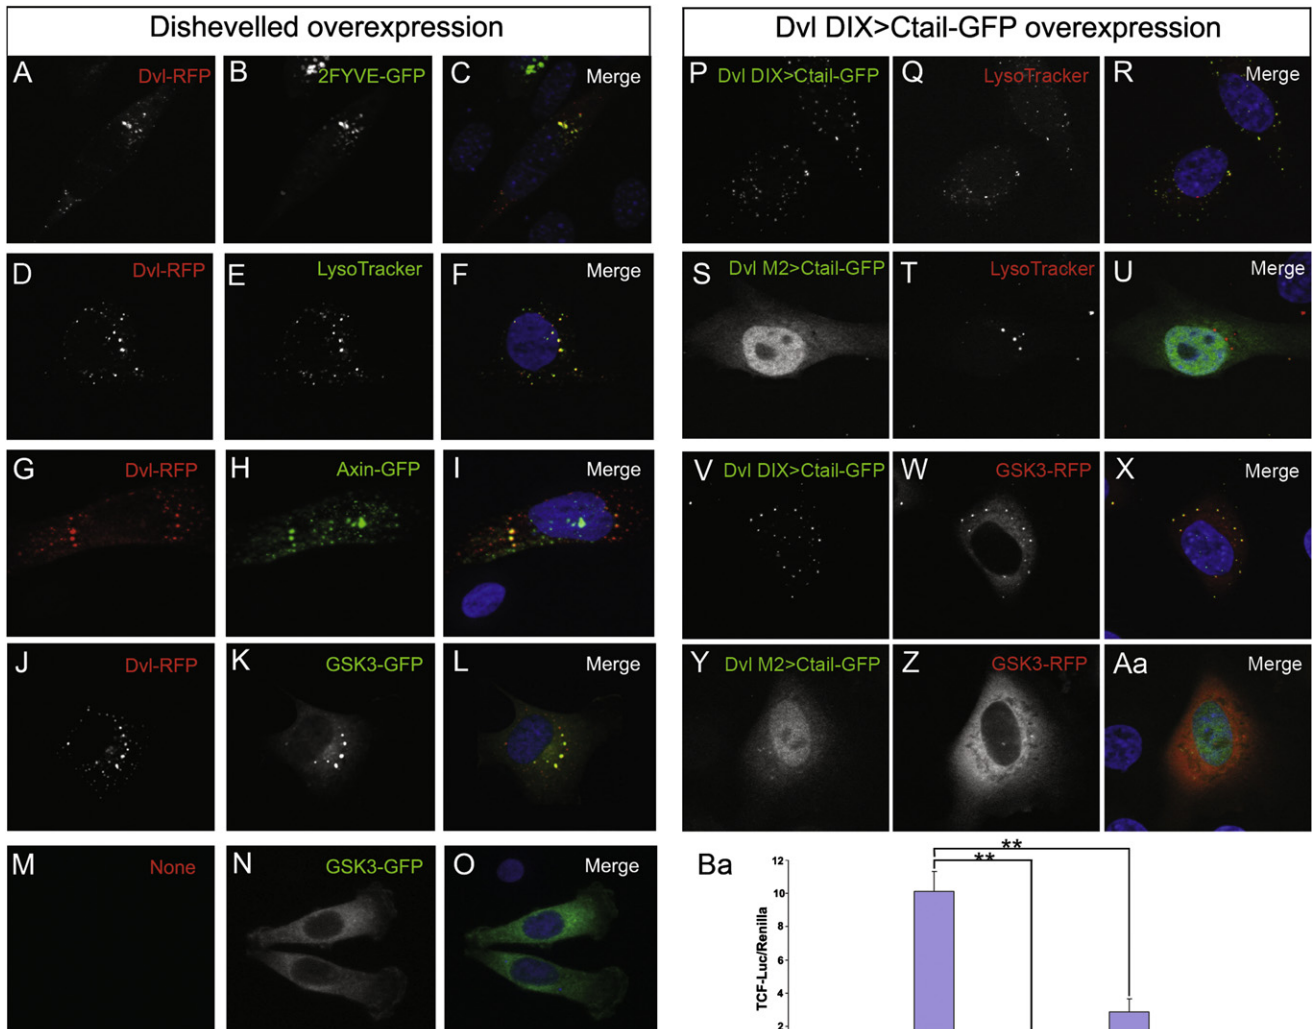 Dishevelled overexpression
A Dvl-RFP B 2FYVE-GFP C Merge
D Dvl-RFP E LysoTracker F Merge
G Dvl-RFP H Axin-GFP I Merge
J Dvl-RFP K GSK3-GFP L Merge
M None N GSK3-GFP O Merge
Dvl DIX>Ctail-GFP overexpression
P Dvl DIX>Ctail-GFP Q LysoTracker R Merge
S Dvl M2>Ctail-GFP T LysoTracker U Merge
V Dvl DIX>Ctail-GFP W GSK3-RFP X Merge
Y Dvl M2>Ctail-GFP Z GSK3-RFP Aa Merge
Ba
TCF-Luc/Renilla
12
10
8
6
4
2
**
**